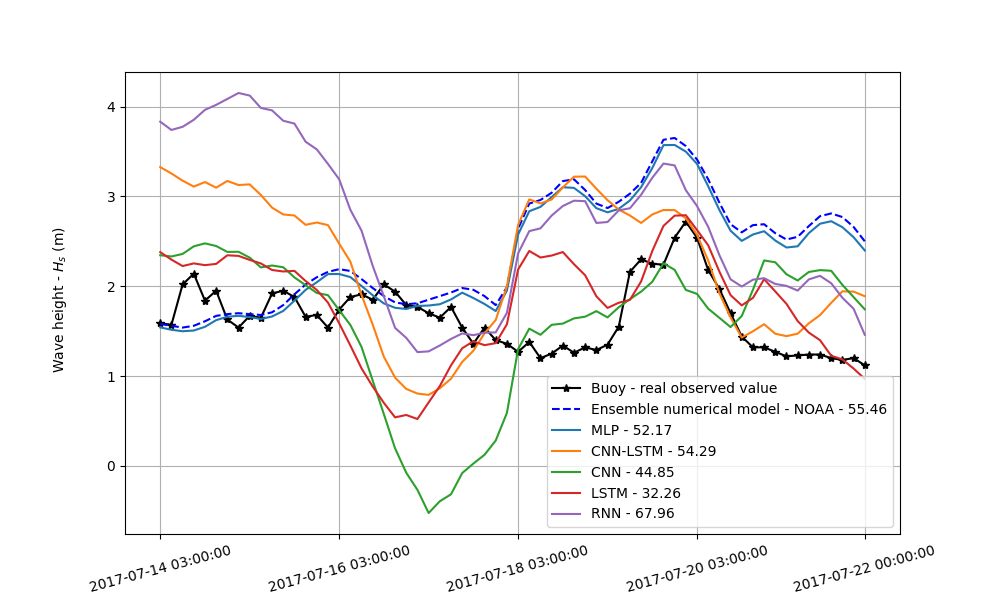 4
3
2
1
0
Wave height - Hs (m)
Buoy - real observed value
Ensemble numerical model - NOAA - 55.46
MLP - 52.17
CNN-LSTM - 54.29
CNN - 44.85
LSTM - 32.26
RNN - 67.96
2017-07-14 03:00:00
2017-07-16 03:00:00
2017-07-18 03:00:00
2017-07-20 03:00:00
2017-07-22 00:00:00